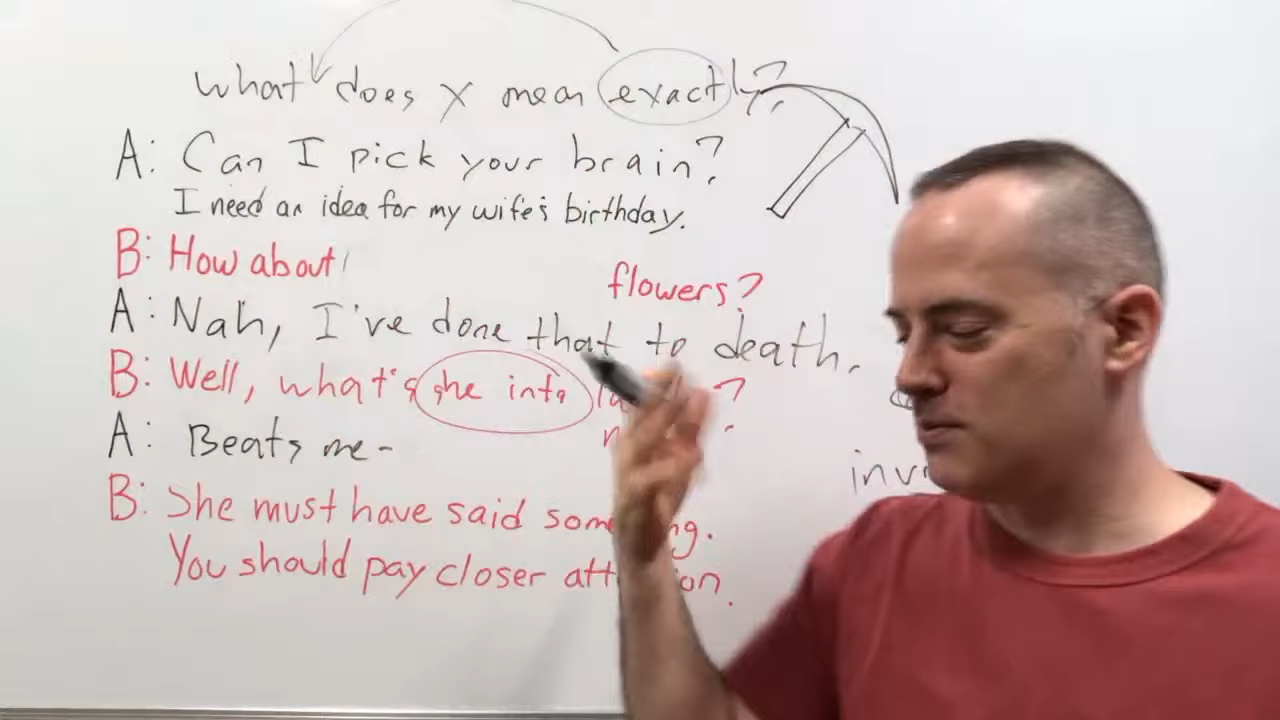 what does X mean exactly?
A: Can I pick your brain?
I need an idea for my wife's birthday.
B: How about
flowers?
A: Nah, I've done that to death.
B: Well, what's she into ?
A: Beats me-
B: She must have said
You should pay closer